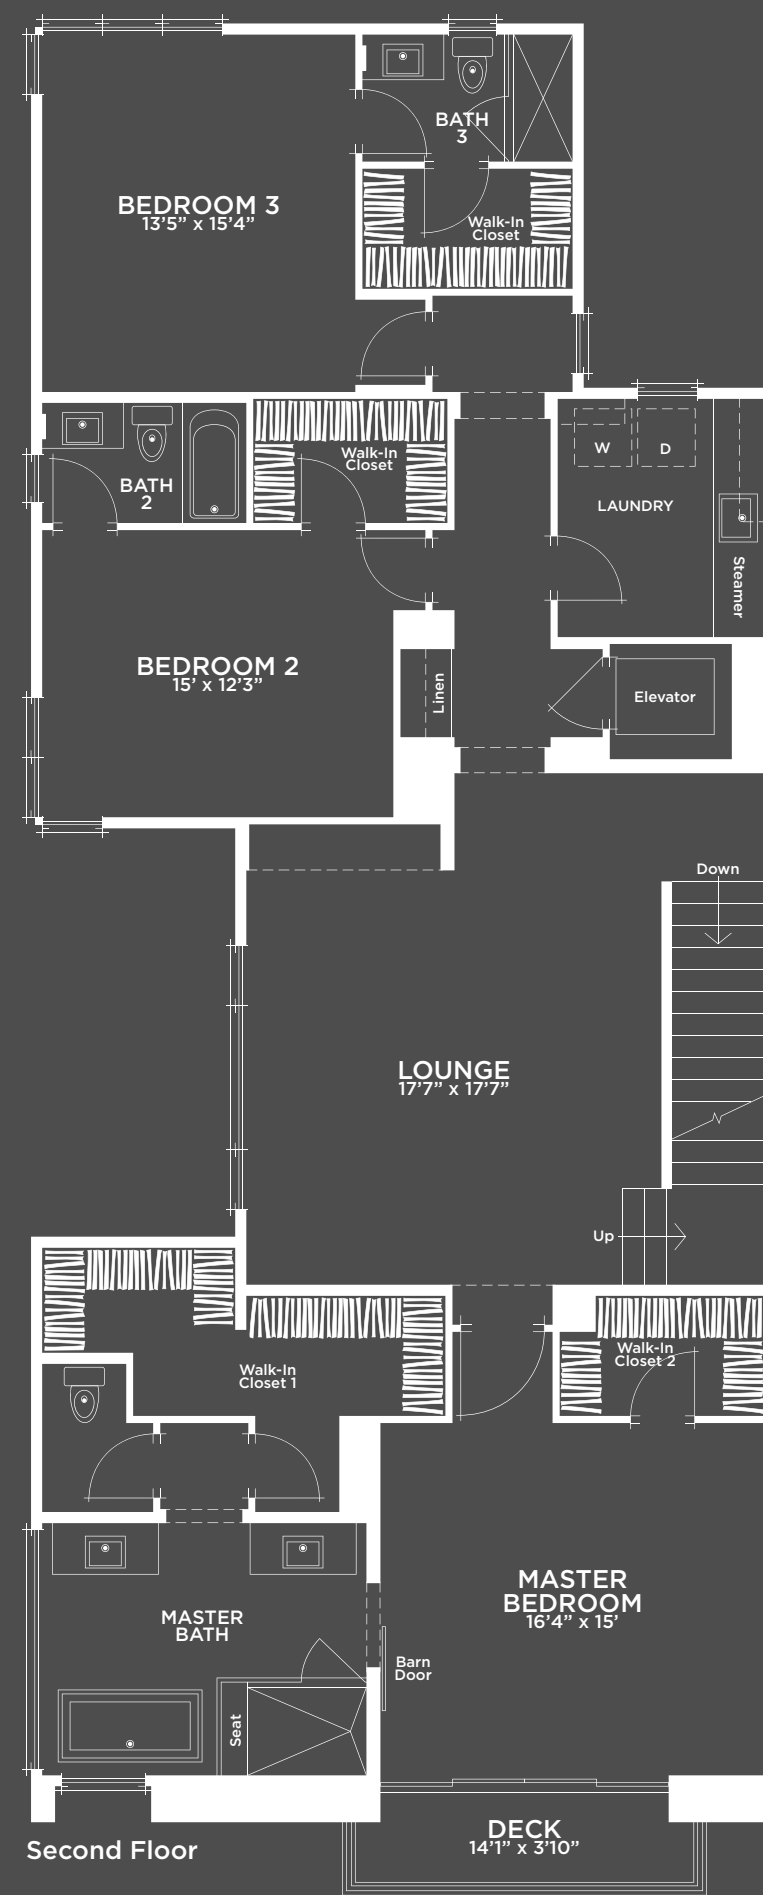 BATH
3
BEDROOM 3
13'5" x 15'4"
Walk-In
Closet
Walk-In
Closet
W
D
BATH
2
LAUNDRY
Steamer
BEDROOM 2
15' x 12'3"
Linen
Elevator
Down
LOUNGE
17'7" x 17'7"
Up
Walk-In
Closet 1
Walk-In
Closet 2
MASTER
BEDROOM
16'4" x 15'
MASTER
BATH
Barn
Door
Seat
DECK
14'1" x 3'10"
Second Floor